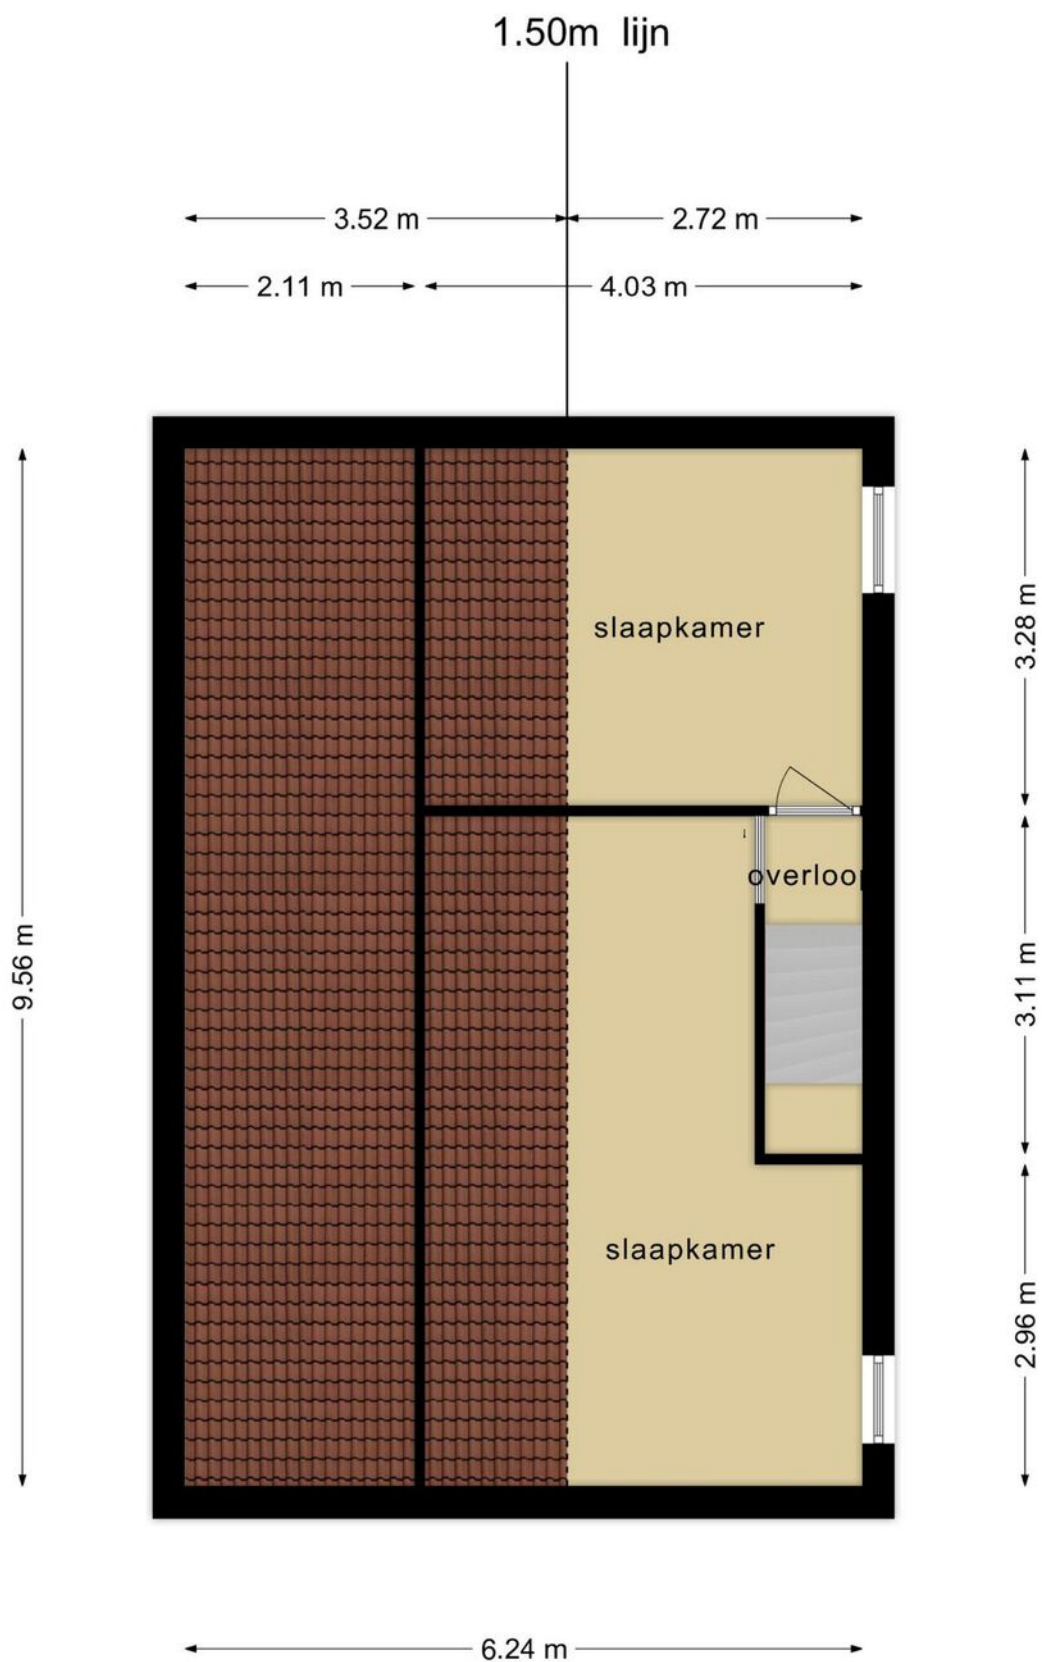 1.50m lijn
3.52 m
2.72 m
2.11 m
4.03 m
slaapkamer
3.28 m
overloop
9.56 m
3.11 m
slaapkamer
2.96 m
6.24 m